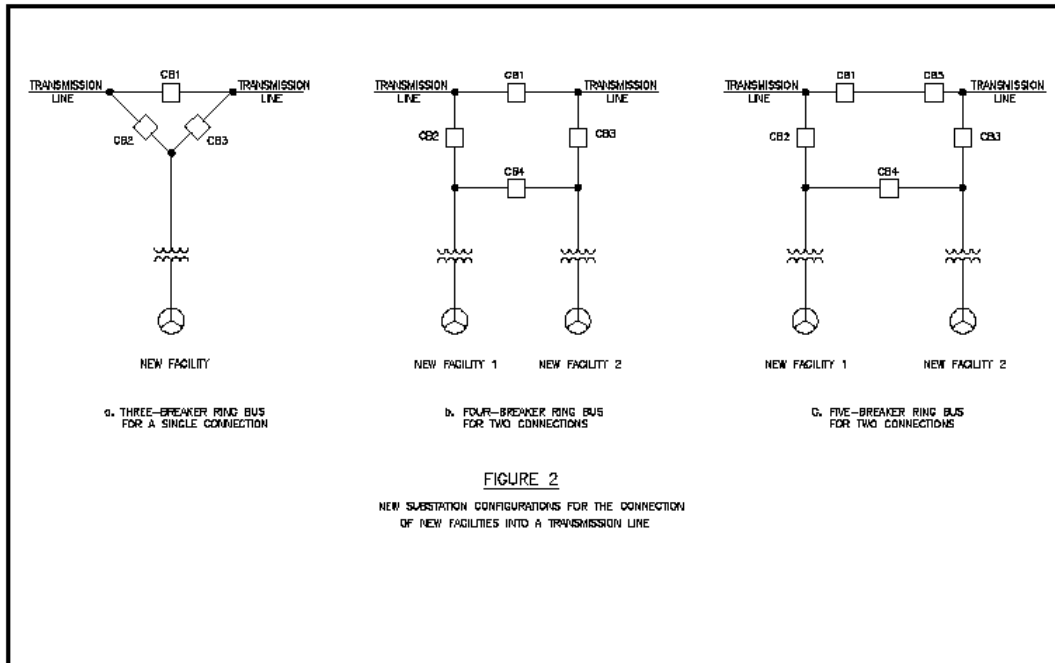 CB1
TRANSMISSION LINE
TRANSMISSION LINE
CB2
CB3
NEW FACILITY
a. THREE-BREAKER RING BUS
FOR A SINGLE CONNECTION
CB1
TRANSMISSION LINE
TRANSMISSION LINE
CB2
CB3
CB4
NEW FACILITY 1
NEW FACILITY 2
b. FOUR-BREAKER RING BUS
FOR TWO CONNECTIONS
CB1
CB5
TRANSMISSION LINE
TRANSMISSION LINE
CB2
CB3
CB4
NEW FACILITY 1
NEW FACILITY 2
C. FIVE-BREAKER RING BUS
FOR TWO CONNECTIONS
FIGURE 2
NEW SUBSTATION CONFIGURATIONS FOR THE CONNECTION
OF NEW FACILITIES INTO A TRANSMISSION LINE